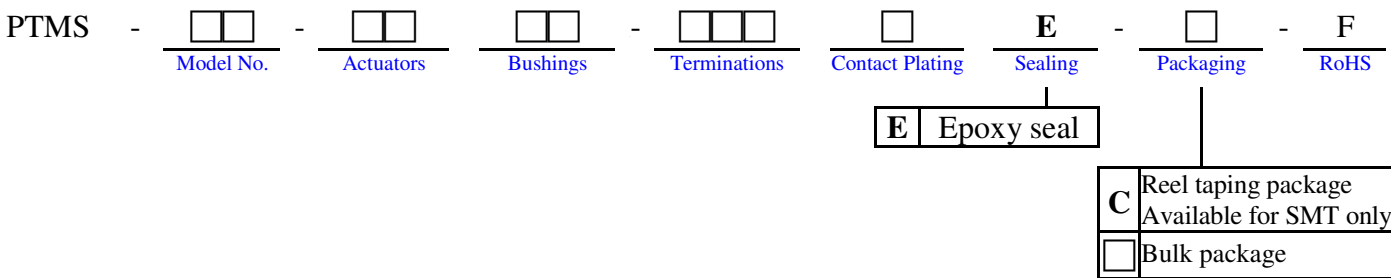 PTMS - □□ - □□ □□ - □□□ □ E - □ - F
Model No. Actuators Bushings Terminations Contact Plating Sealing Packaging RoHS
E Epoxy seal
C Reel taping package
Available for SMT only
□ Bulk package